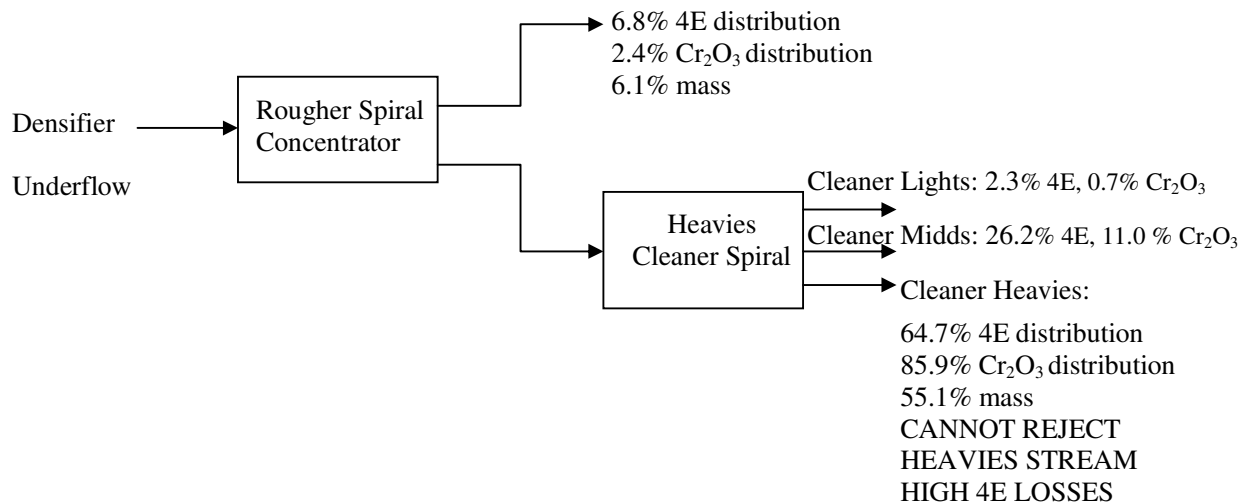 6.8% 4E distribution
2.4% Cr₂O₃ distribution
6.1% mass
Rougher Spiral
Concentrator
Densifier
Underflow
Heavies
Cleaner Spiral
Cleaner Lights: 2.3% 4E, 0.7% Cr₂O₃
Cleaner Midds: 26.2% 4E, 11.0 % Cr₂O₃
Cleaner Heavies:
64.7% 4E distribution
85.9% Cr₂O₃ distribution
55.1% mass
CANNOT REJECT
HEAVIES STREAM
HIGH 4E LOSSES